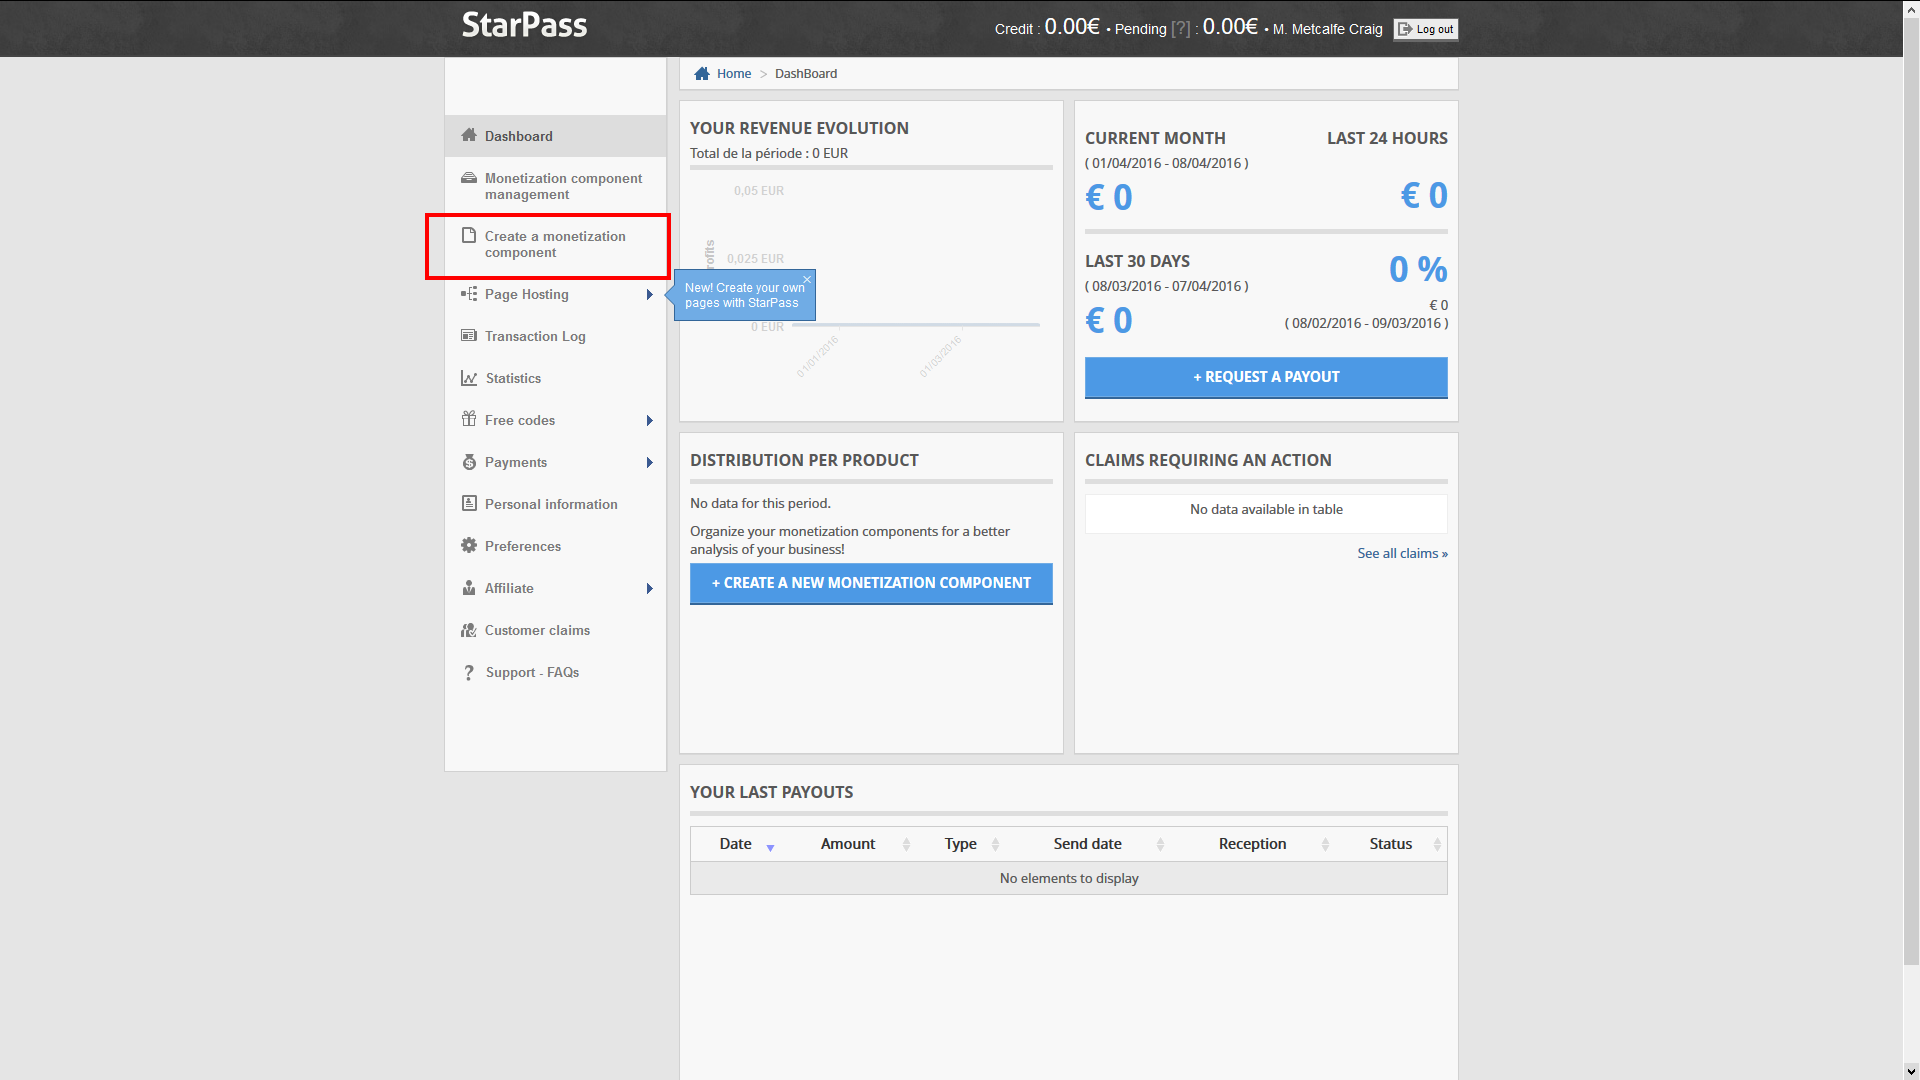 StarPass
Credit : 0.00€ • Pending [?] : 0.00€ • M. Metcalfe Craig
Log out
Home > DashBoard
Dashboard
Monetization component
management
Create a monetization
component
Page Hosting
Transaction Log
Statistics
Free codes
Payments
Personal information
Preferences
Affiliate
Customer claims
Support - FAQs
New! Create your own
pages with StarPass
YOUR REVENUE EVOLUTION
Total de la période : 0 EUR
0,05 EUR
0,025 EUR
0 EUR
01/01/2016
01/03/2016
CURRENT MONTH
( 01/04/2016 - 08/04/2016 )
€ 0
LAST 24 HOURS
€ 0
LAST 30 DAYS
( 08/03/2016 - 07/04/2016 )
€ 0
0 %
€ 0
( 08/02/2016 - 09/03/2016 )
+ REQUEST A PAYOUT
DISTRIBUTION PER PRODUCT
No data for this period.
Organize your monetization components for a better
analysis of your business!
+ CREATE A NEW MONETIZATION COMPONENT
CLAIMS REQUIRING AN ACTION
No data available in table
See all claims »
YOUR LAST PAYOUTS
Date Amount Type Send date Reception Status
No elements to display